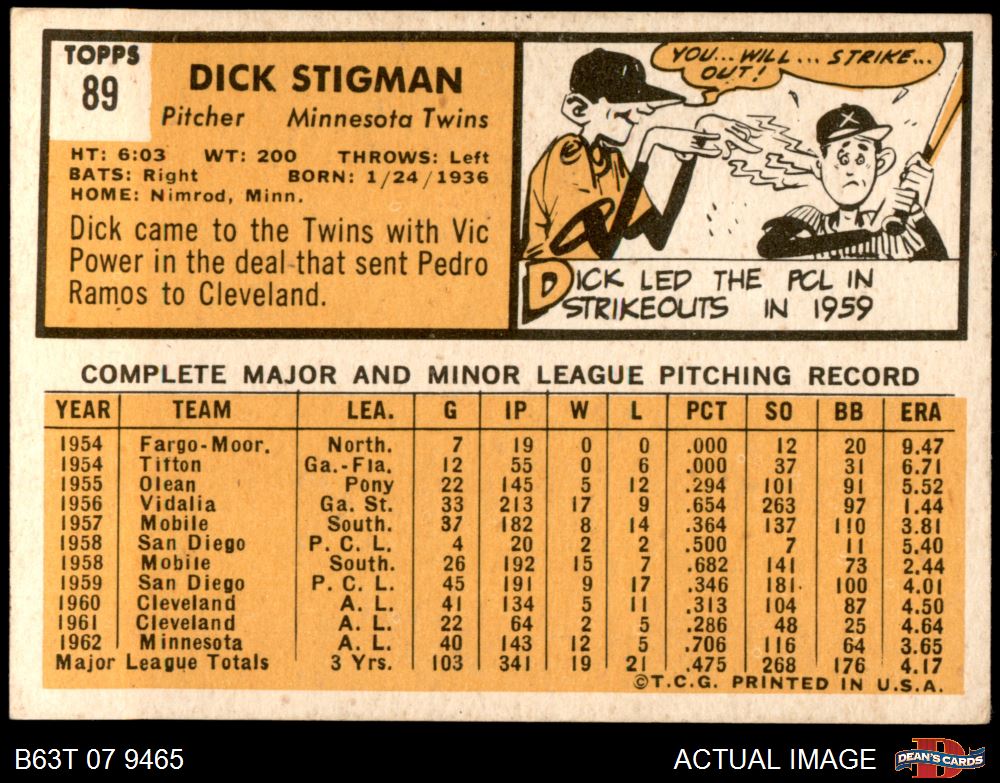 TOPPS
89
DICK STIGMAN
Pitcher Minnesota Twins
HT: 6:03 WT: 200 THROWS: Left
BATS: Right BORN: 1/24/1936
HOME: Nimrod, Minn.
Dick came to the Twins with Vic
Power in the deal that sent Pedro
Ramos to Cleveland.
YOU... WILL... STRIKE...
OUT!
X
DICK LED THE PCL IN
STRIKEOUTS IN 1959
COMPLETE MAJOR AND MINOR LEAGUE PITCHING RECORD
YEAR TEAM LEA. G IP W L PCT SO BB ERA
1954 Fargo-Moor. North. 7 19 0 0 .000 12 20 9.47
1954 Tifton Ga.-Fla. 12 55 0 6 .000 37 31 6.71
1955 Olean Pony 22 145 5 12 .294 101 91 5.52
1956 Vidalia Ga. St. 33 213 17 9 .654 263 97 1.44
1957 Mobile South. 37 182 8 14 .364 137 110 3.81
1958 San Diego P. C. L. 4 20 2 2 .500 7 11 5.40
1958 Mobile South. 26 192 15 7 .682 141 73 2.44
1959 San Diego P. C. L. 45 191 9 17 .346 181 100 4.01
1960 Cleveland A. L. 41 134 5 11 .313 104 87 4.50
1961 Cleveland A. L. 22 64 2 5 .286 48 25 4.64
1962 Minnesota A. L. 40 143 12 5 .706 116 64 3.65
Major League Totals 3 Yrs. 103 341 19 21 .475 268 176 4.17
©T.C.G. PRINTED IN U.S.A.
B63T 07 9465 ACTUAL IMAGE
D
DEAN'S CARDS